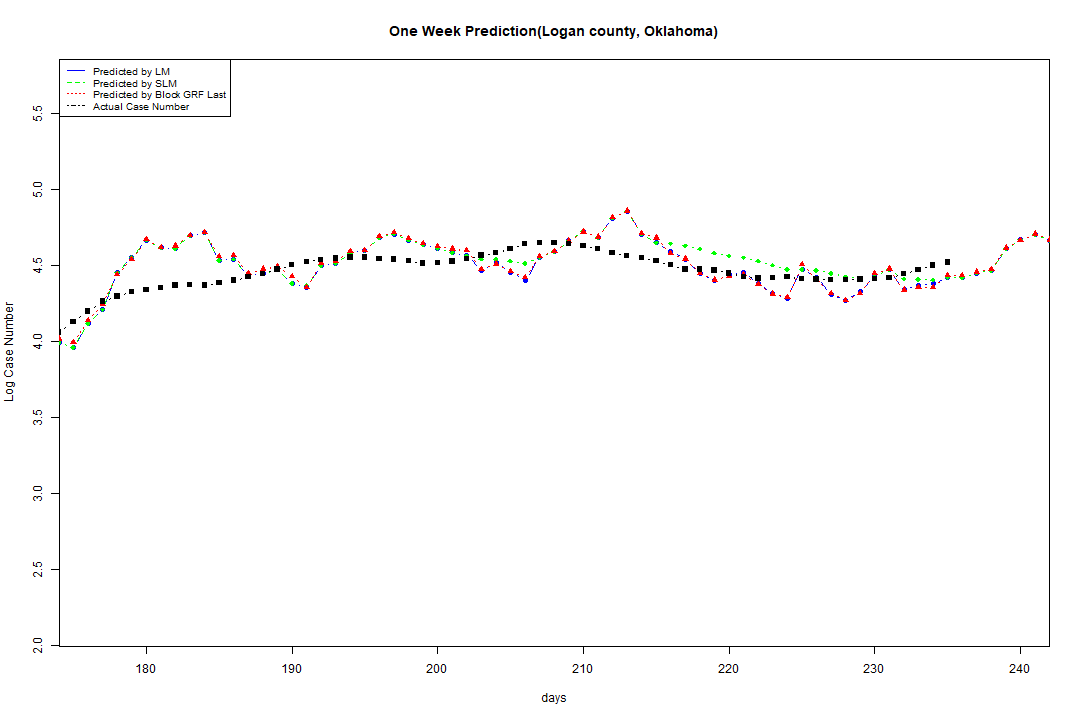 One Week Prediction(Logan county, Oklahoma)
Predicted by LM
Predicted by SLM
Predicted by Block GRF Last
Actual Case Number
5.5
5.0
4.5
4.0
3.5
3.0
2.5
2.0
Log Case Number
180 190 200 210 220 230 240
days